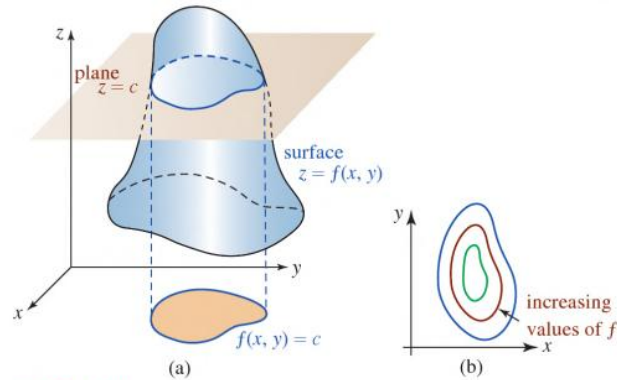 z
plane
z = c
surface
z = f(x, y)
y
x
f(x, y) = c
(a)
y
increasing
values of f
x
(b)